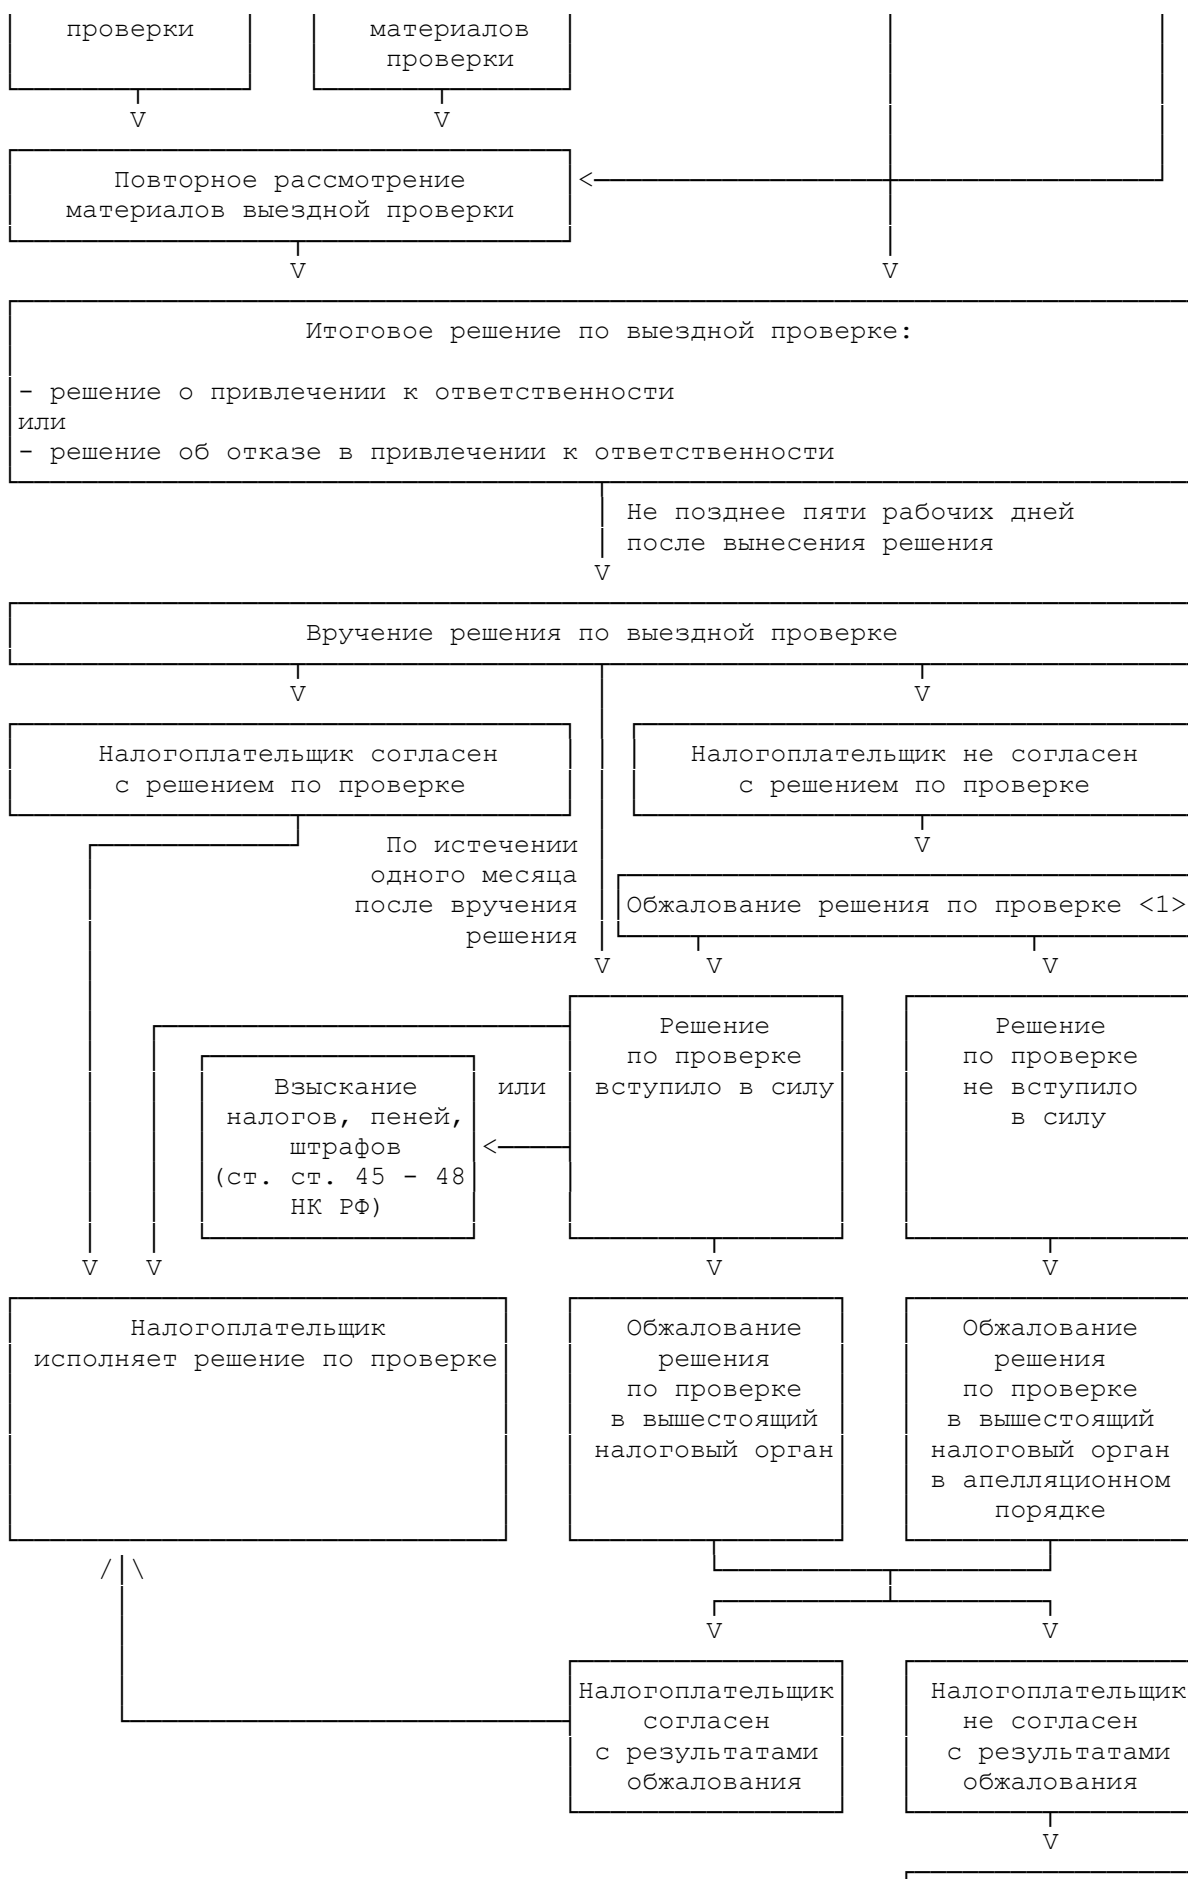 проверки
материалов
проверки
V
V
Повторное рассмотрение
материалов выездной проверки
<
V
V
Итоговое решение по выездной проверке:
- решение о привлечении к ответственности
или
- решение об отказе в привлечении к ответственности
Не позднее пяти рабочих дней
после вынесения решения
V
Вручение решения по выездной проверке
V
V
Налогоплательщик согласен
с решением по проверке
Налогоплательщик не согласен
с решением по проверке
V
По истечении
одного месяца
после вручения
решения
Обжалование решения по проверке <1>
V
V
V
Решение
по проверке
вступило в силу
Решение
по проверке
не вступило
в силу
Взыскание
налогов, пеней,
штрафов
(ст. ст. 45 - 48
НК РФ)
или
<
V
V
V
V
Налогоплательщик
исполняет решение по проверке
Обжалование
решения
по проверке
в вышестоящий
налоговый орган
Обжалование
решения
по проверке
в вышестоящий
налоговый орган
в апелляционном
порядке
/|\
V
V
Налогоплательщик
согласен
с результатами
обжалования
Налогоплательщик
не согласен
с результатами
обжалования
V